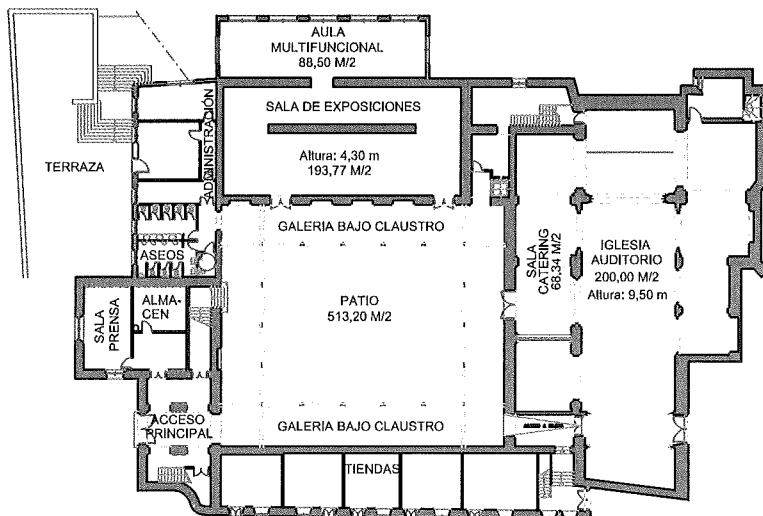 AULA
MULTIFUNCIONAL
88,50 M/2
SALA DE EXPOSICIONES
Altura: 4,30 m
193,77 M/2
ADMINISTRACIÓN
TERRAZA
GALERIA BAJO CLAUSTRO
ASEOS
SALA
CATERING
68.34 M/2
IGLESIA
AUDITORIO
200,00 M/2
Altura: 9,50 m
PATIO
513,20 M/2
SALA
PRENSA
ALMA-
CEN
ACCESO
PRINCIPAL
GALERIA BAJO CLAUSTRO
TIENDAS